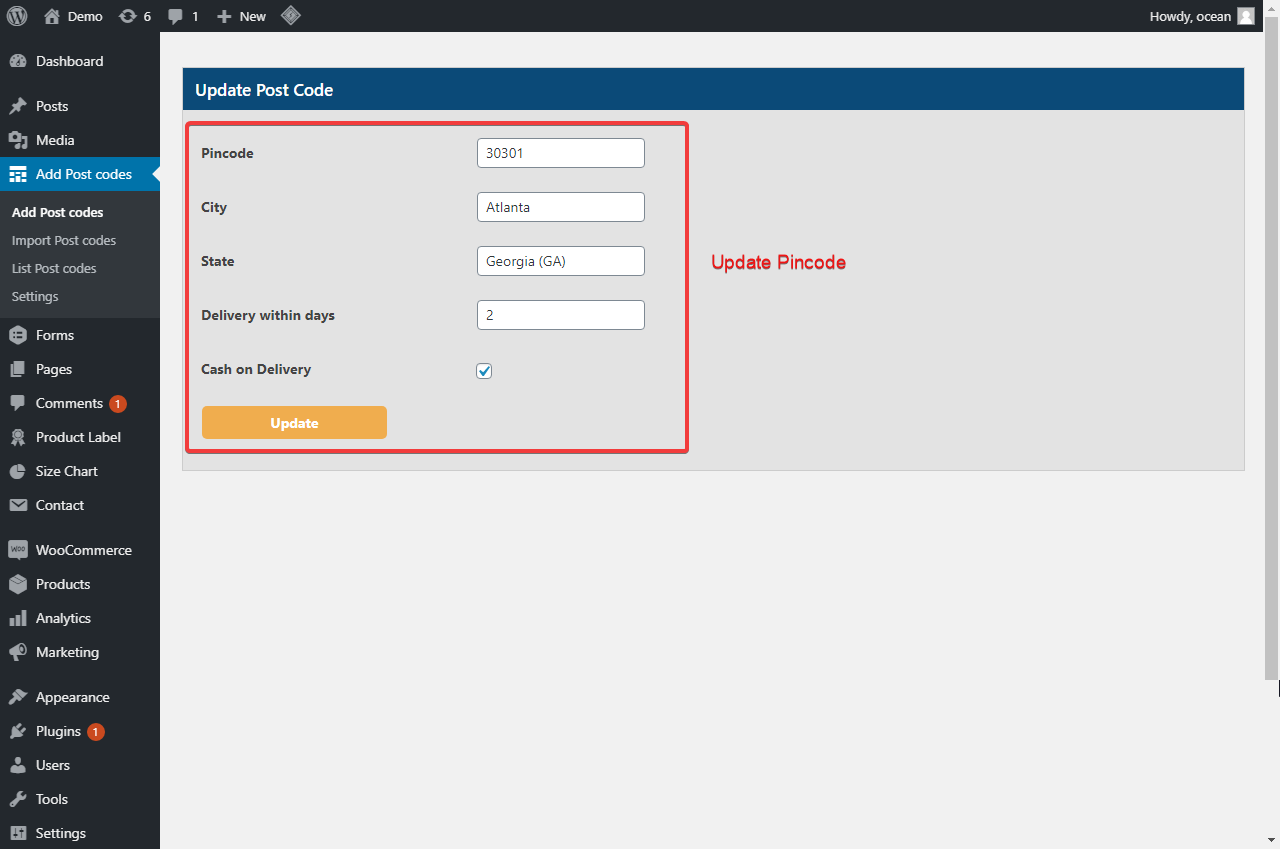 Demo 6 1 New Howdy, ocean
Dashboard
Posts
Media
Add Post codes
Add Post codes
Import Post codes
List Post codes
Settings
Forms
Pages
Comments 1
Product Label
Size Chart
Contact
WooCommerce
Products
Analytics
Marketing
Appearance
Plugins 1
Users
Tools
Settings
Update Post Code
Pincode 30301
City Atlanta
State Georgia (GA)
Delivery within days 2
Cash on Delivery
Update
Update Pincode